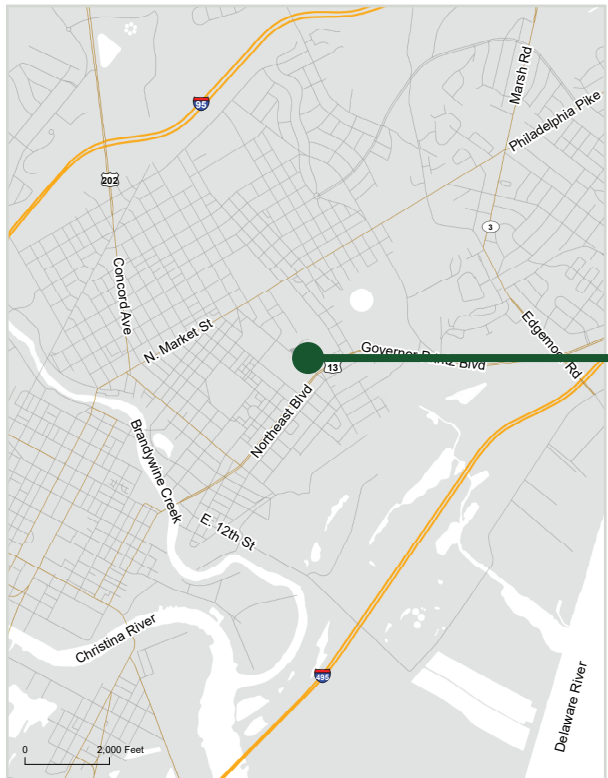 Marsh Rd
Philadelphia Pike
95
202
3
Concord Ave
N. Market St
Edgemoor Rd
Governor Printz Blvd
13
Northeast Blvd
Brandywine Creek
E. 12th St
Christina River
495
Delaware River
0 2,000 Feet